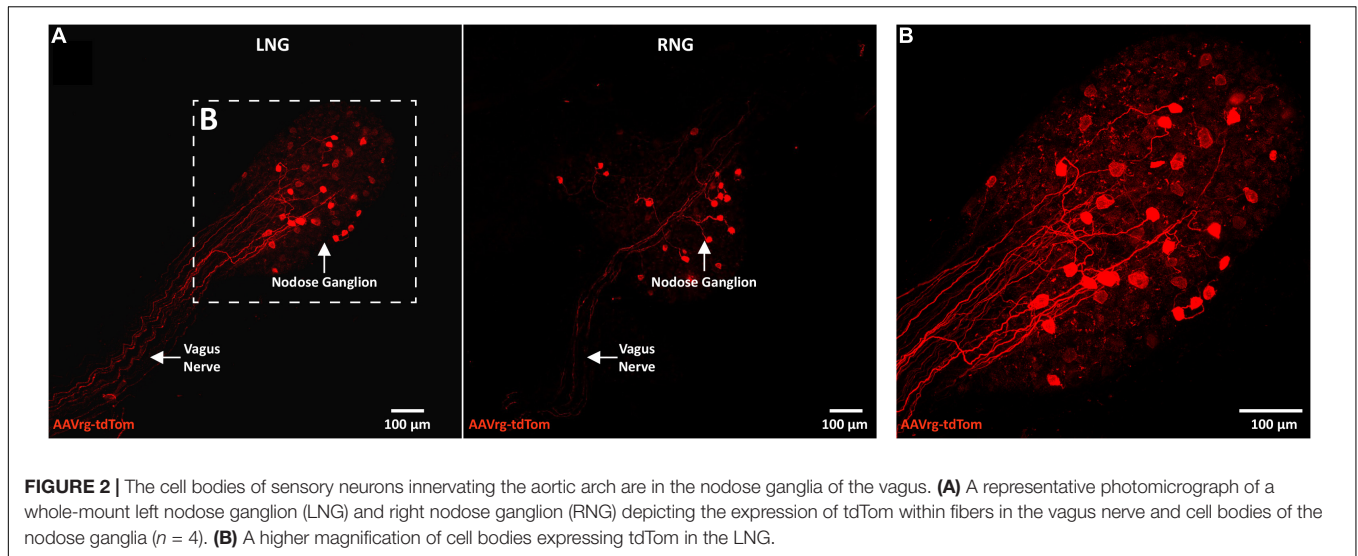 A
LNG
B
Nodose Ganglion
Vagus
Nerve
AAVrg-tdTom
100 µm
RNG
Nodose Ganglion
Vagus
Nerve
AAVrg-tdTom
100 µm
B
AAVrg-tdTom
100 µm
FIGURE 2 | The cell bodies of sensory neurons innervating the aortic arch are in the nodose ganglia of the vagus. (A) A representative photomicrograph of a
whole-mount left nodose ganglion (LNG) and right nodose ganglion (RNG) depicting the expression of tdTom within fibers in the vagus nerve and cell bodies of the
nodose ganglia (n = 4). (B) A higher magnification of cell bodies expressing tdTom in the LNG.